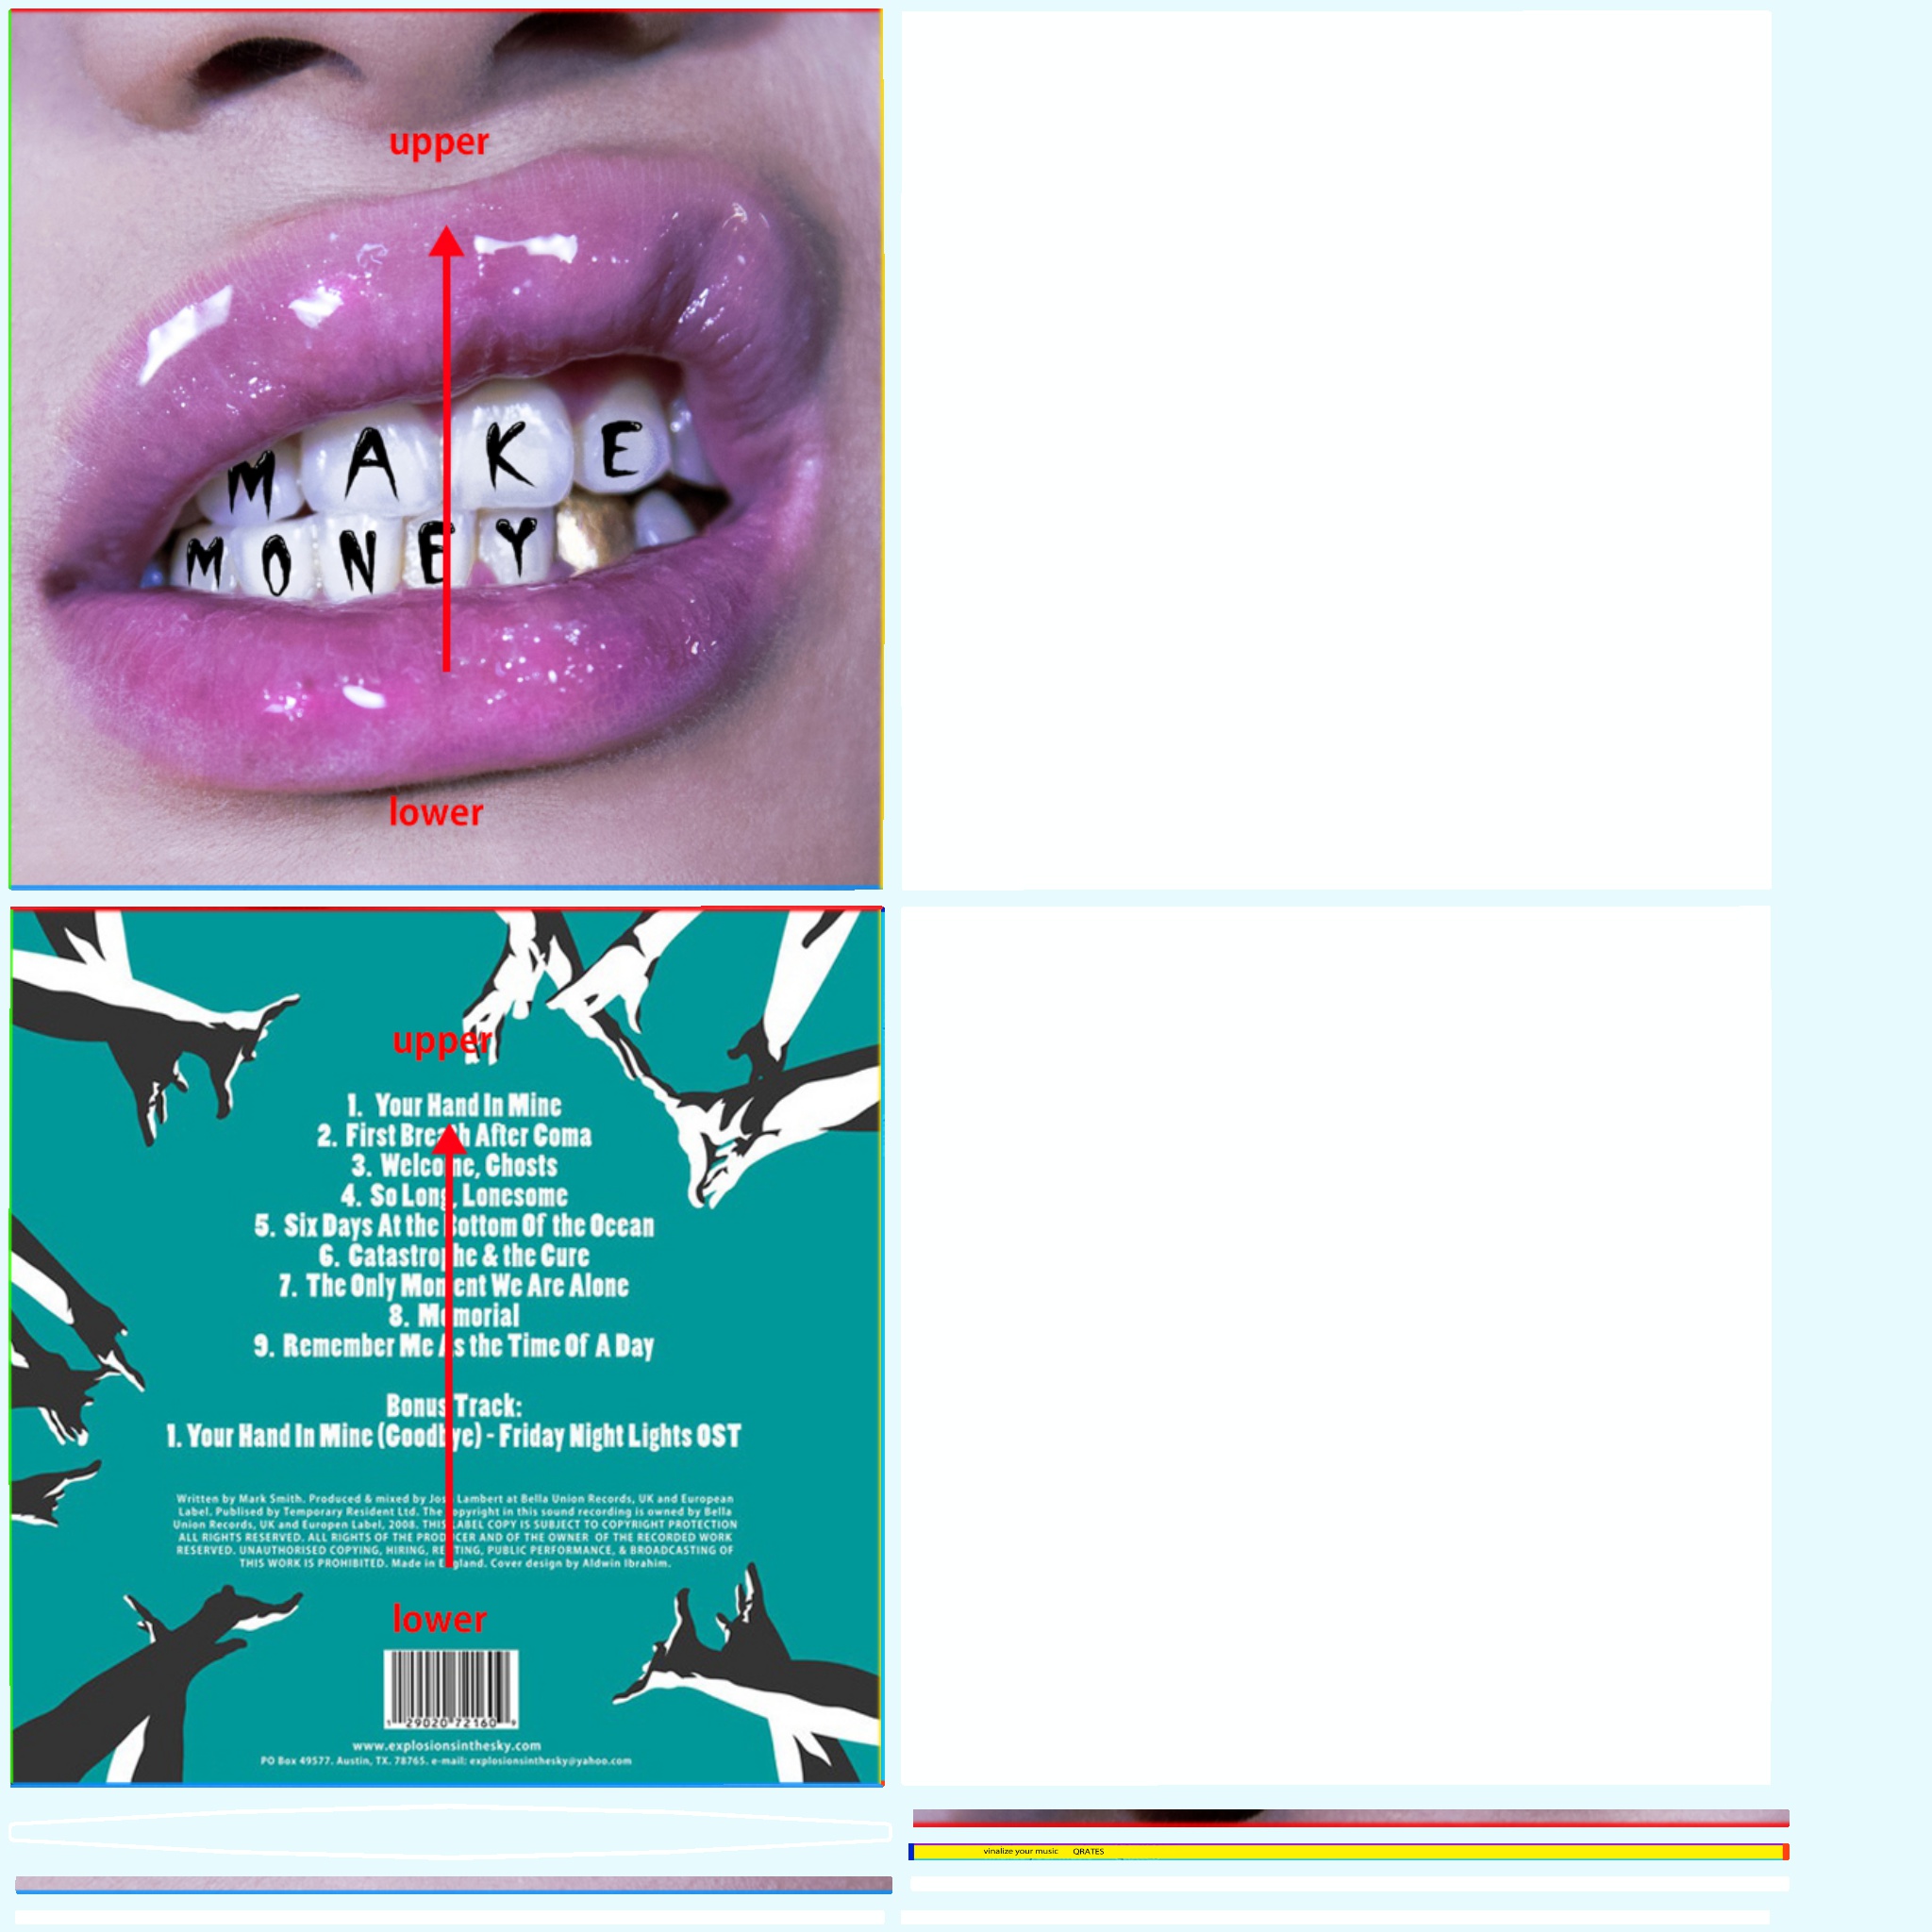 upper
MAKE
MONEY
lower
upper
1. Your Hand In Mine
2. First Breath After Coma
3. Welcome, Ghosts
4. So Long, Lonesome
5. Six Days At the Bottom Of the Ocean
6. Catastrophe & the Cure
7. The Only Moment We Are Alone
8. Memorial
9. Remember Me As the Time Of A Day
Bonus Track:
1. Your Hand In Mine (Goodbye) - Friday Night Lights OST
Written by Mark Smith. Produced & mixed by Josh Lambert at Bella Union Records, UK and European
Label. Publised by Temporary Resident Ltd. The copyright in this sound recording is owned by Bella
Union Records, UK and Europen Label, 2008. THIS LABEL COPY IS SUBJECT TO COPYRIGHT PROTECTION
ALL RIGHTS RESERVED. ALL RIGHTS OF THE PRODUCER AND OF THE OWNER OF THE RECORDED WORK
RESERVED. UNAUTHORISED COPYING, HIRING, RENTING, PUBLIC PERFORMANCE, & BROADCASTING OF
THIS WORK IS PROHIBITED. Made in England. Cover design by Aldwin Ibrahim.
lower
1 29020 72160 9
www.explosionsinthesky.com
PO Box 49577. Austin, TX. 78765. e-mail: explosionsinthesky@yahoo.com
vinalize your music QRATES